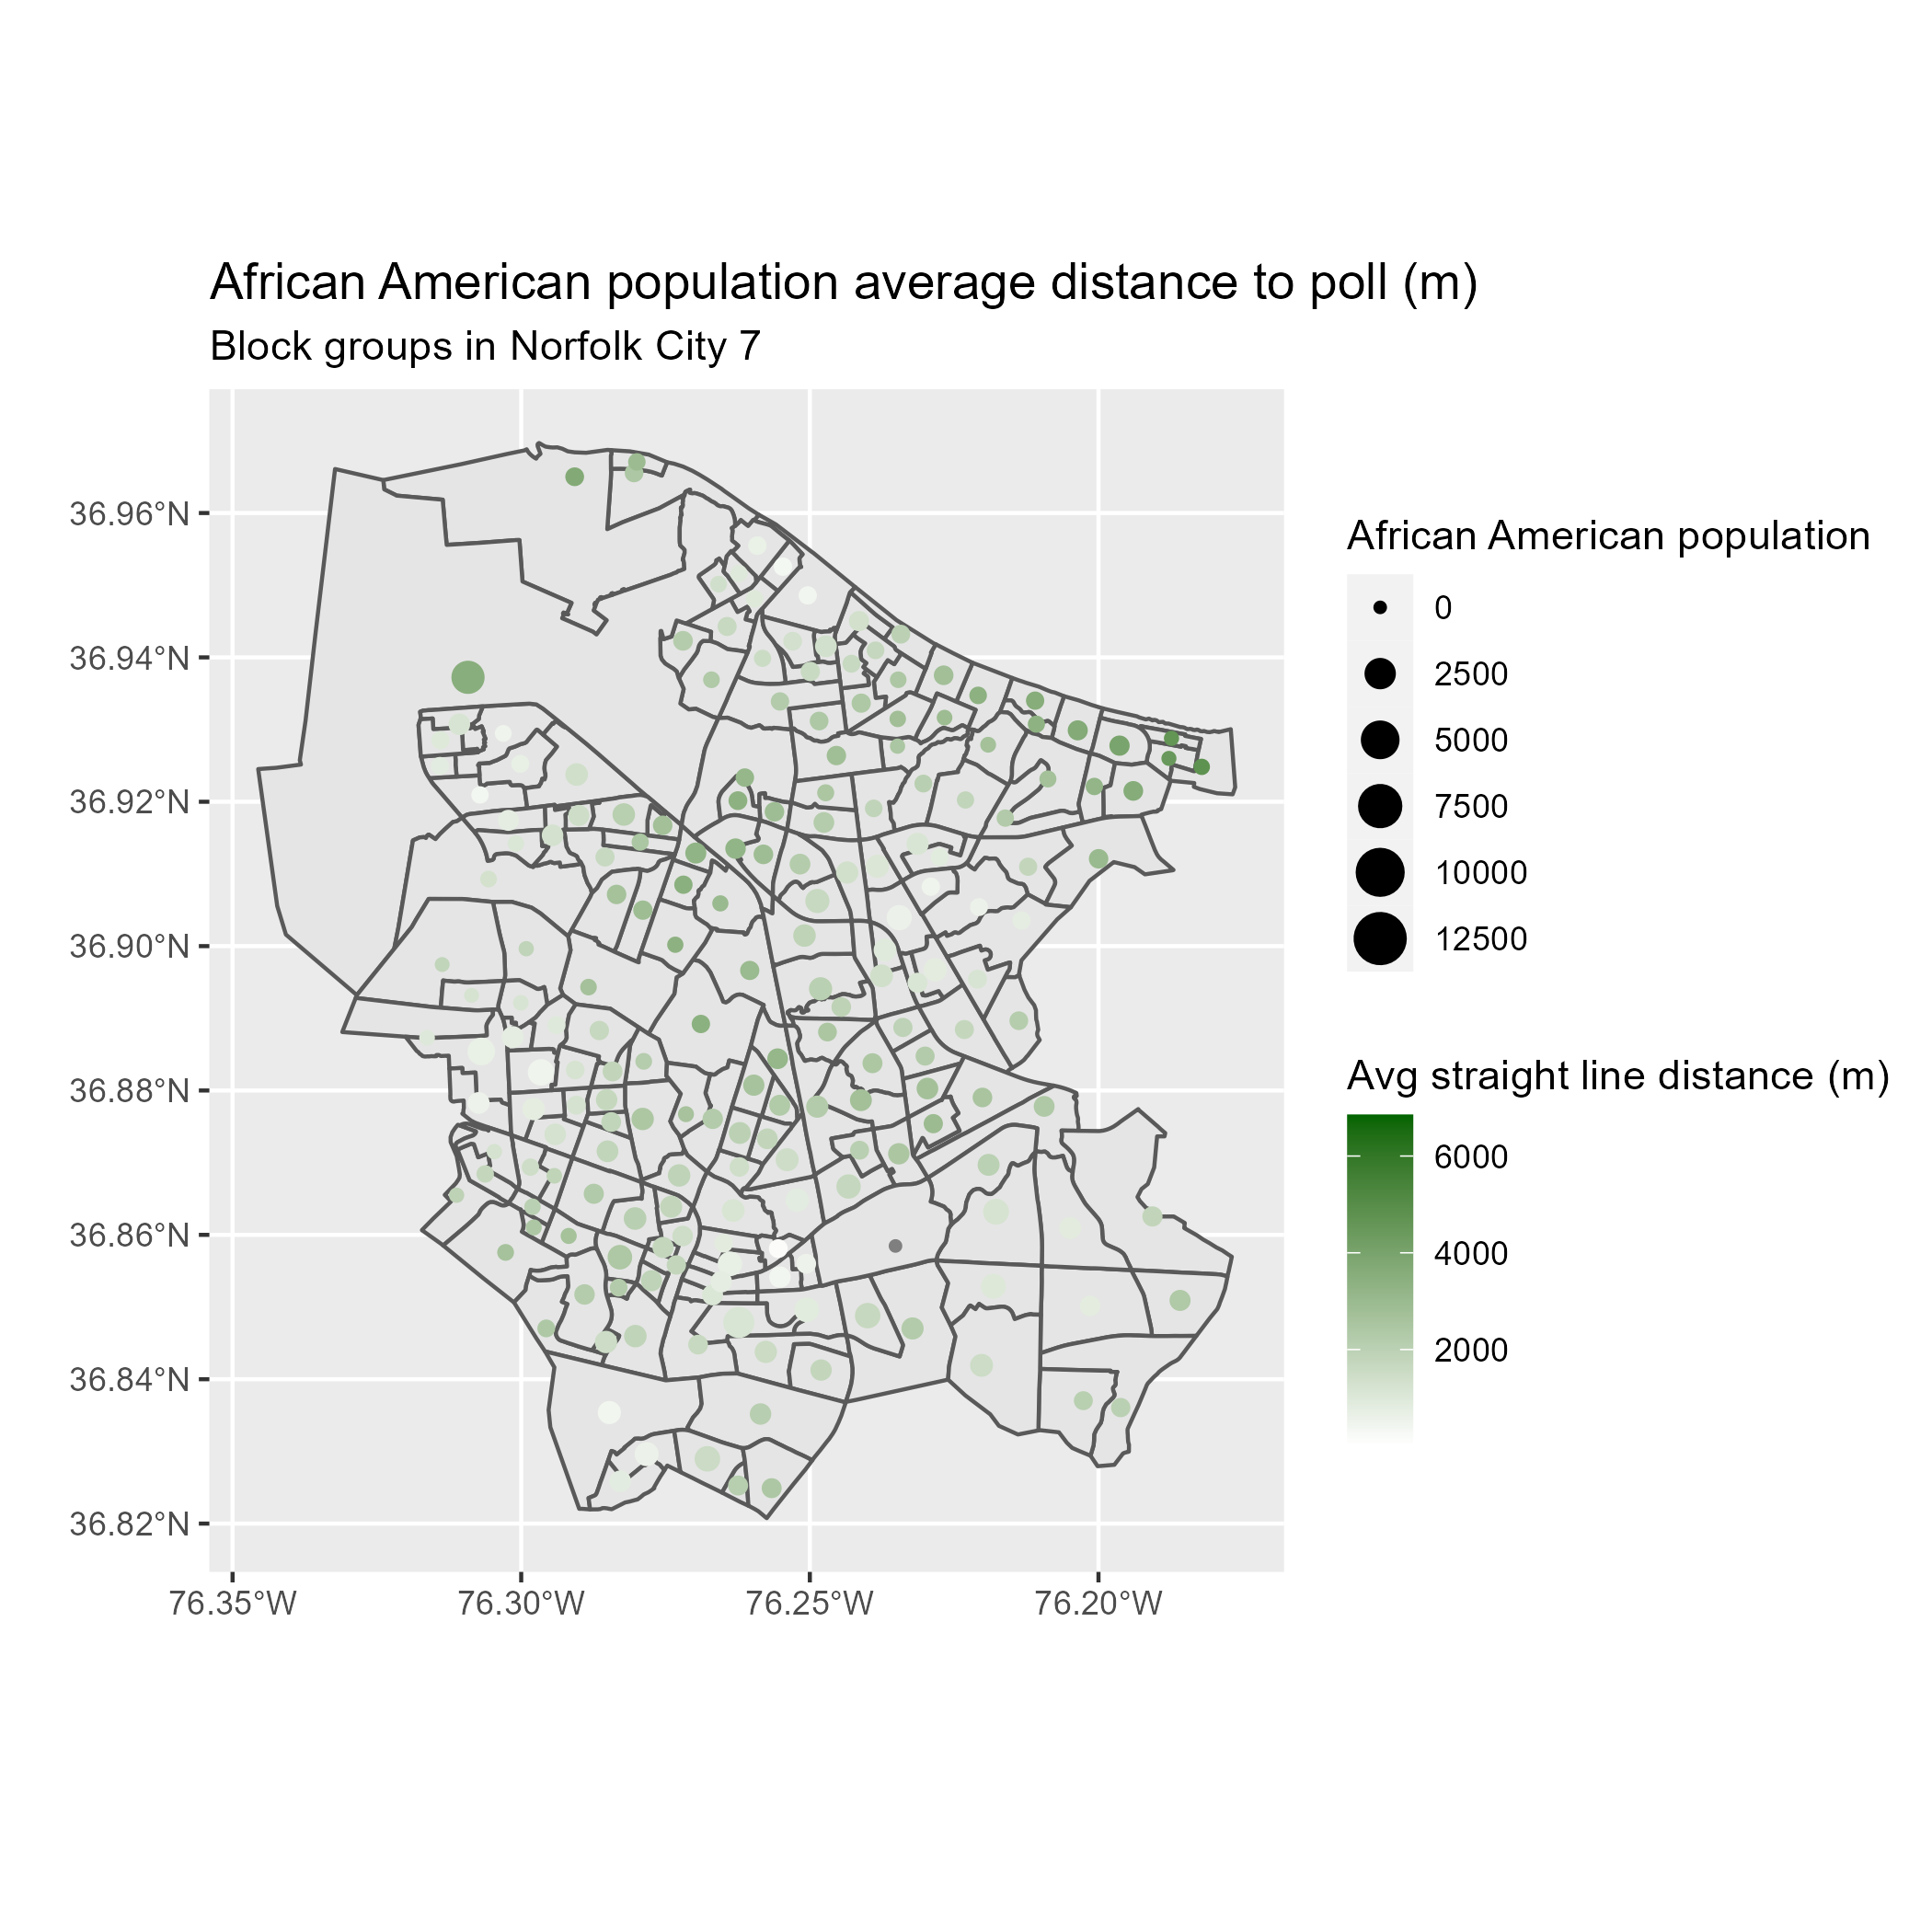 African American population average distance to poll (m)
Block groups in Norfolk City 7
36.96°N
36.94°N
36.92°N
36.90°N
36.88°N
36.86°N
36.84°N
36.82°N
76.35°W
76.30°W
76.25°W
76.20°W
African American population
0
2500
5000
7500
10000
12500
Avg straight line distance (m)
6000
4000
2000